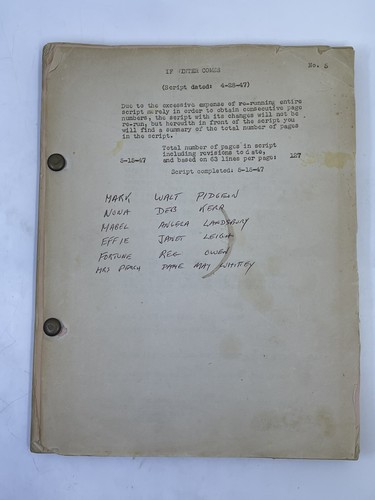 IF WINTER COMES
No. 5
(Script dated: 4-28-47)
Due to the excessive expense of re-running entire
script merely in order to obtain consecutive page
numbers, the script with its changes will not be
re-run, but herewith in front of the script you
will find a summary of the total number of pages
in the script.
Total number of pages in script
including revisions to date,
8-15-47 and based on 63 lines per page: 127
Script completed: 8-15-47
MARK WALT PIDGEON
NONA DEB KERR
MABEL ANGELA LANDSBURY
EFFIE JANET LEIGH
FORTUNE REG OWEN
MRS PERCH DAME MAY WHITTEY